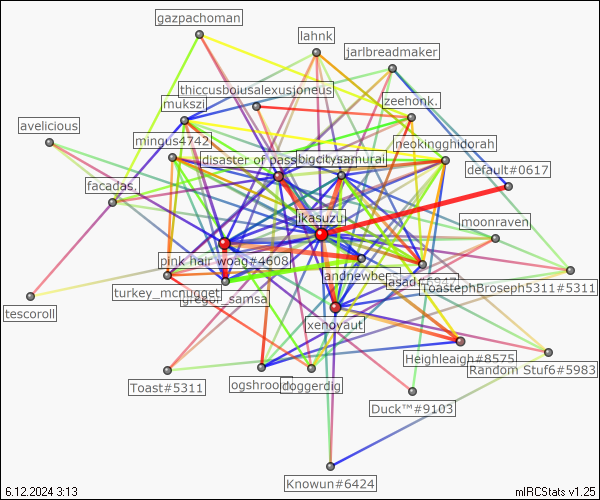 gazpachoman
lahnk
jarlbreadmaker
thiccusboiusalexusjoneus
mukszi
zeehonk.
avelicious
mingus4742
neokingghidorah
disaster of pass
bigcitysamurai
default#0617
facadas.
ikasuzu
moonraven
pink hair woag#4608
landnewber
asad#6947
ToastephBroseph5311#5311
turkey_mcnugget
gregor_samsa
tescoroll
xenoyaut
Heighleaigh#8575
Random Stuf6#5983
Toast#5311
ogshroom
doggerdig
Duck™#9103
Knowun#6424
6.12.2024 3:13
mIRCStats v1.25